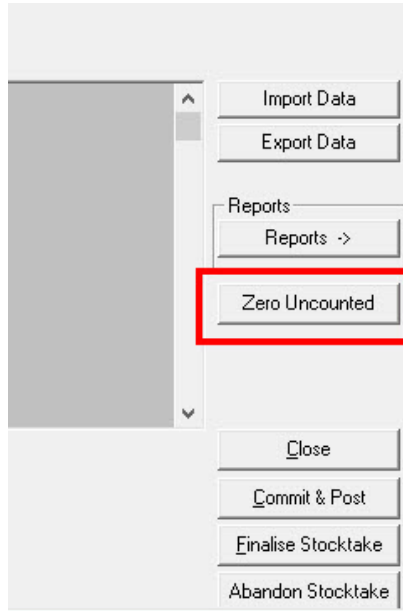 Import Data
Export Data
Reports
Reports ->
Zero Uncounted
Close
Commit & Post
Finalise Stocktake
Abandon Stocktake